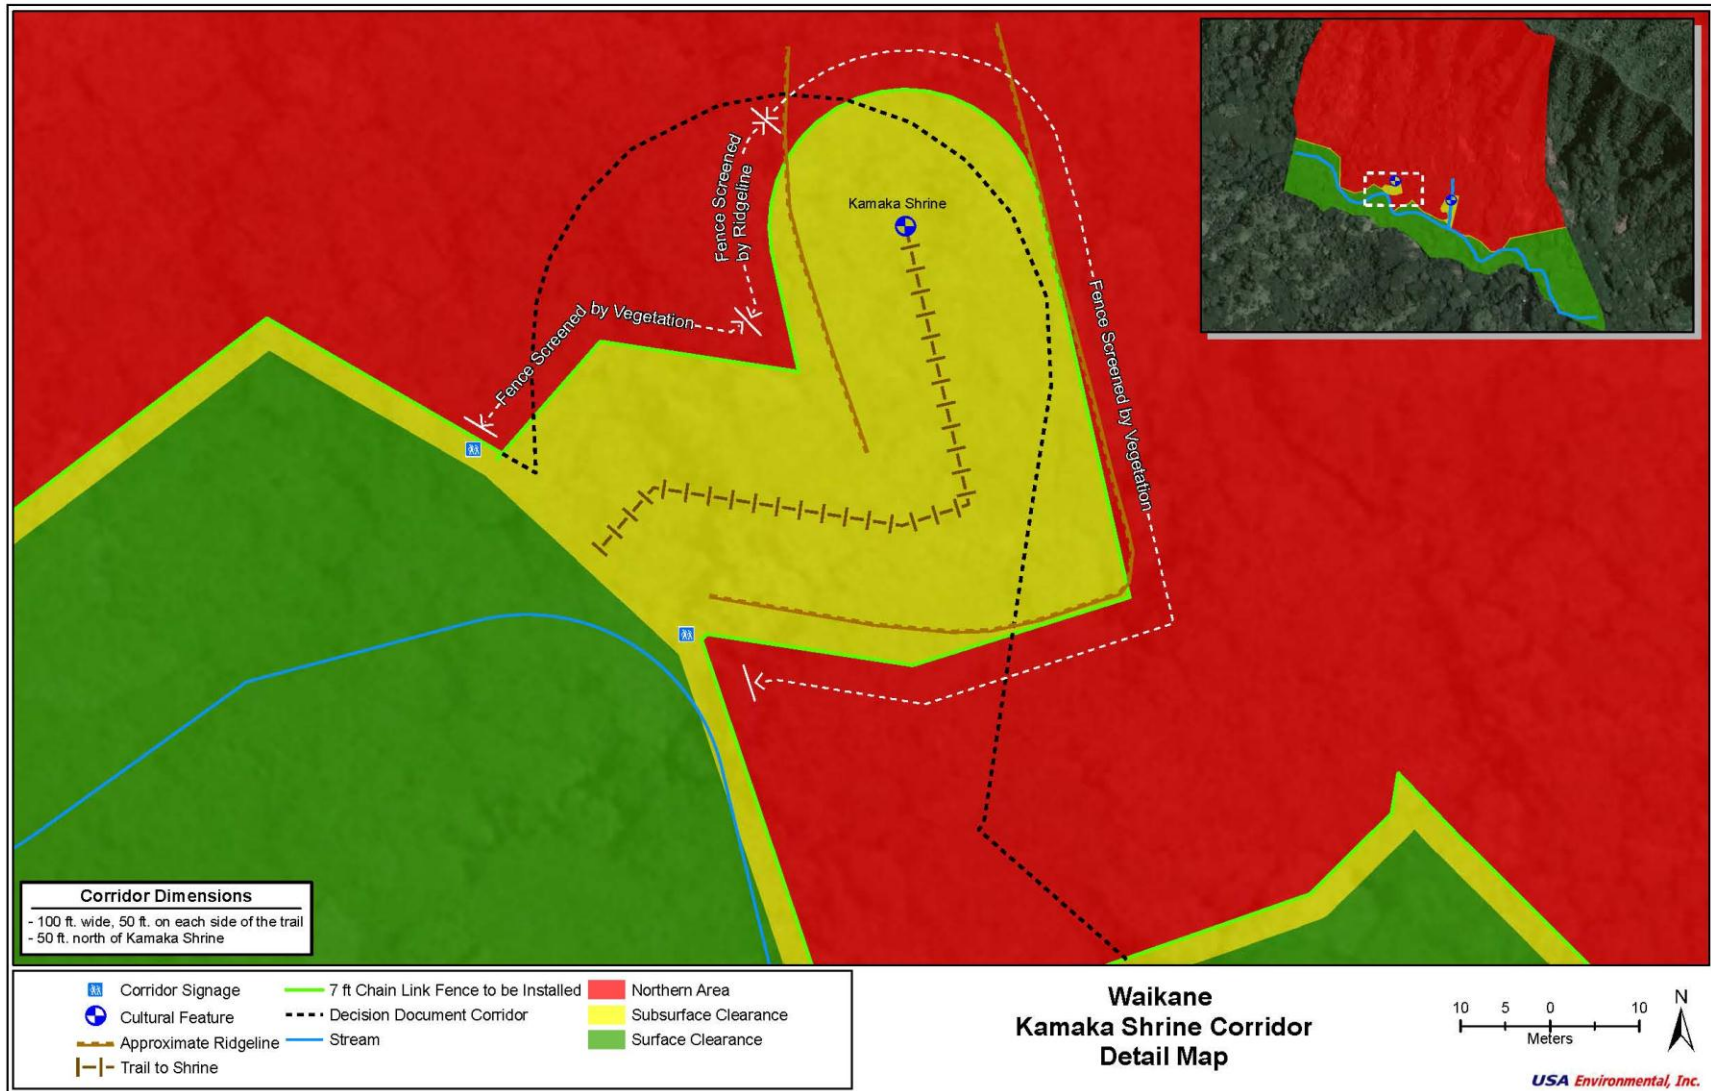 Kamaka Shrine
Fence Screened
by Ridgeline
Fence Screened by Vegetation
Fence Screened by Vegetation
Corridor Dimensions
- 100 ft. wide, 50 ft. on each side of the trail
- 50 ft. north of Kamaka Shrine
Corridor Signage
Cultural Feature
Approximate Ridgeline
Trail to Shrine
7 ft Chain Link Fence to be Installed
Decision Document Corridor
Stream
Northern Area
Subsurface Clearance
Surface Clearance
Waikane
Kamaka Shrine Corridor
Detail Map
10 5 0 10
Meters
N
USA Environmental, Inc.